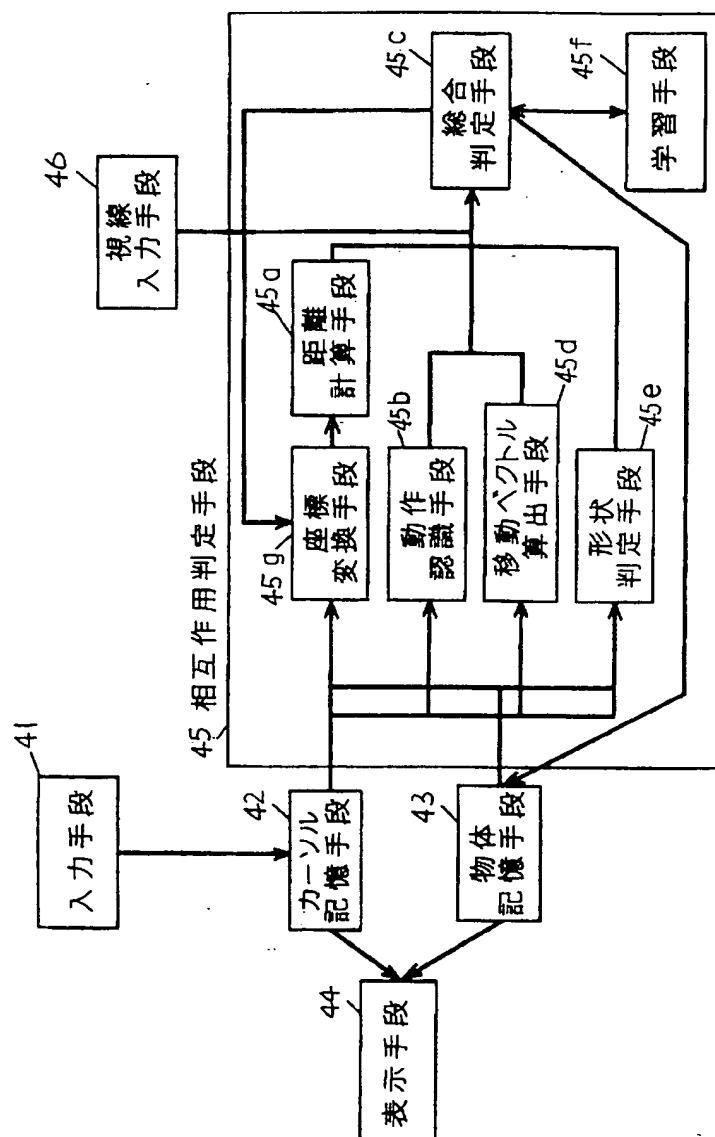 41
入力手段
46
視線
入力手段
45 相互作用判定手段
44
表示手段
42
カーソル
記憶手段
43
物体
記憶手段
45g
座標
変換手段
45a
距離
計算手段
45b
動作
認識手段
45d
移動ベクトル
算出手段
45e
形状
判定手段
45c
総合
判定手段
45f
学習手段